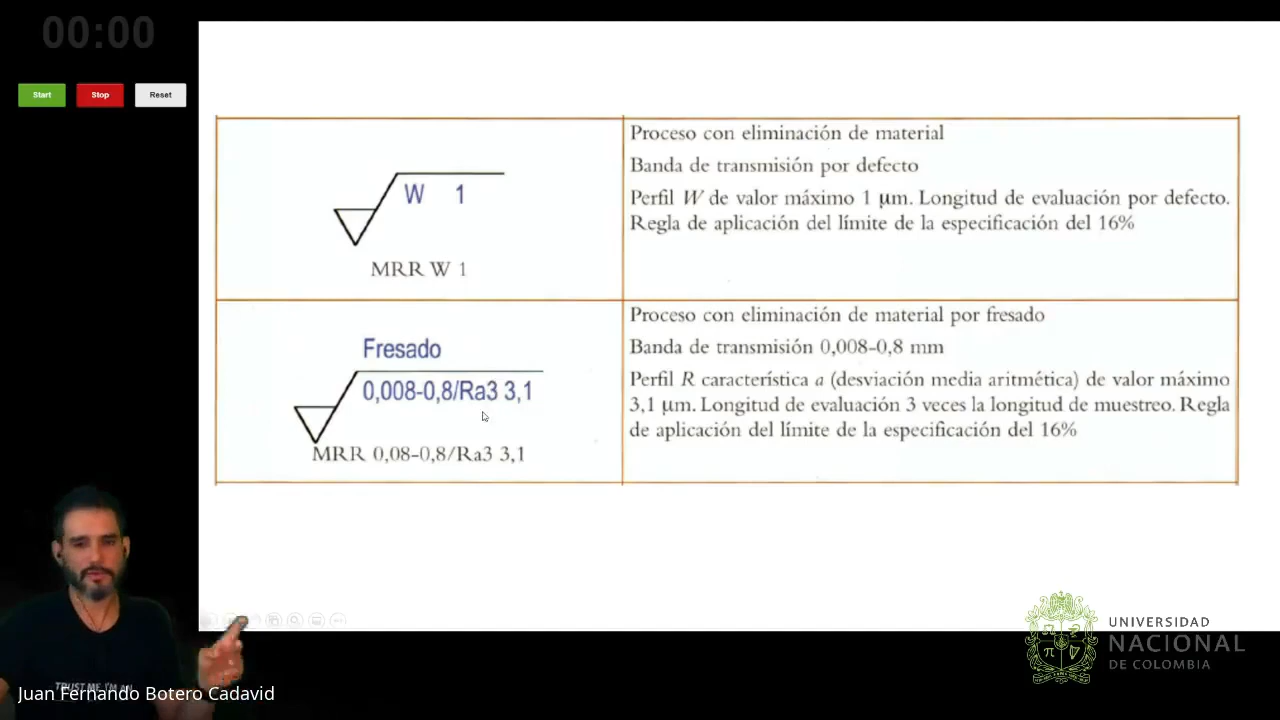 00:00
Start Stop Reset
W 1
MRR W 1
Proceso con eliminación de material
Banda de transmisión por defecto
Perfil W de valor máximo 1 µm. Longitud de evaluación por defecto.
Regla de aplicación del límite de la especificación del 16%
Fresado
0,008-0,8/Ra3 3,1
MRR 0,08-0,8/Ra3 3,1
Proceso con eliminación de material por fresado
Banda de transmisión 0,008-0,8 mm
Perfil R característica a (desviación media aritmética) de valor máximo
3,1 µm. Longitud de evaluación 3 veces la longitud de muestreo. Regla
de aplicación del límite de la especificación del 16%
TRUST ME, I'M AN
Juan Fernando Botero Cadavid
UNIVERSIDAD
NACIONAL
DE COLOMBIA